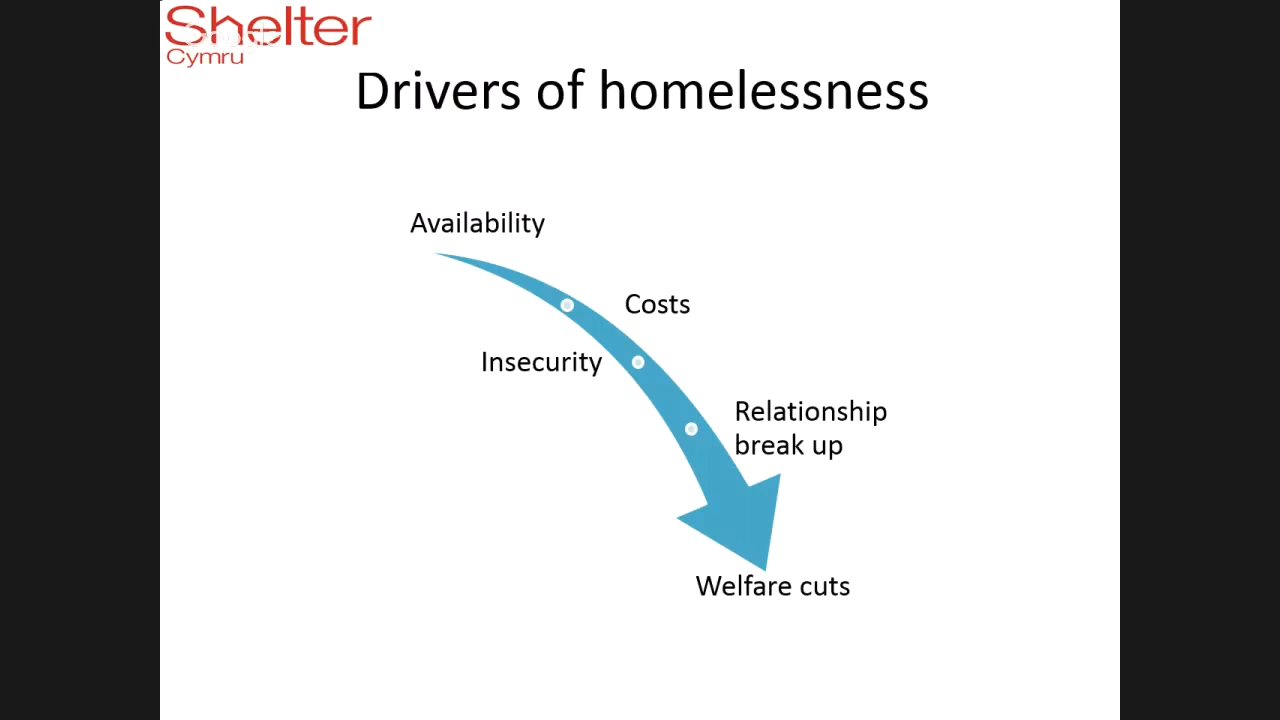 Shelter
Cymru
Drivers of homelessness
Availability
Costs
Insecurity
Relationship
break up
Welfare cuts